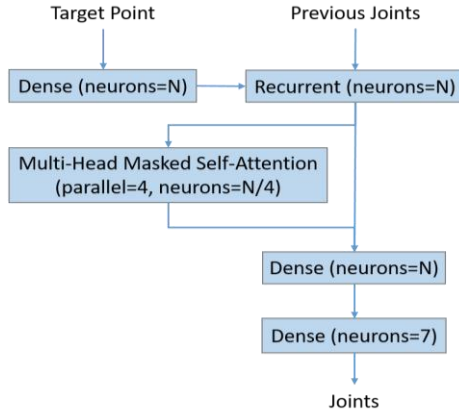 Target Point
Previous Joints
Dense (neurons=N)
Recurrent (neurons=N)
Multi-Head Masked Self-Attention
(parallel=4, neurons=N/4)
Dense (neurons=N)
Dense (neurons=7)
Joints